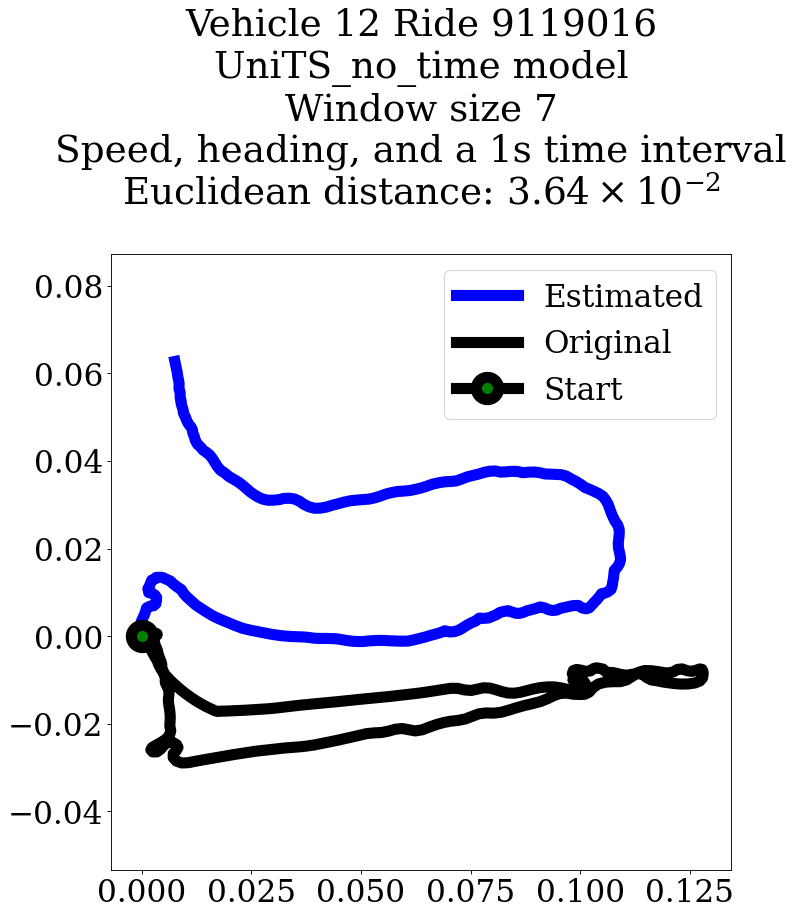 Vehicle 12 Ride 9119016
UniTS_no_time model
Window size 7
Speed, heading, and a 1s time interval
Euclidean distance: 3.64 × 10⁻²
Estimated
Original
Start
0.08
0.06
0.04
0.02
0.00
−0.02
−0.04
0.000 0.025 0.050 0.075 0.100 0.125